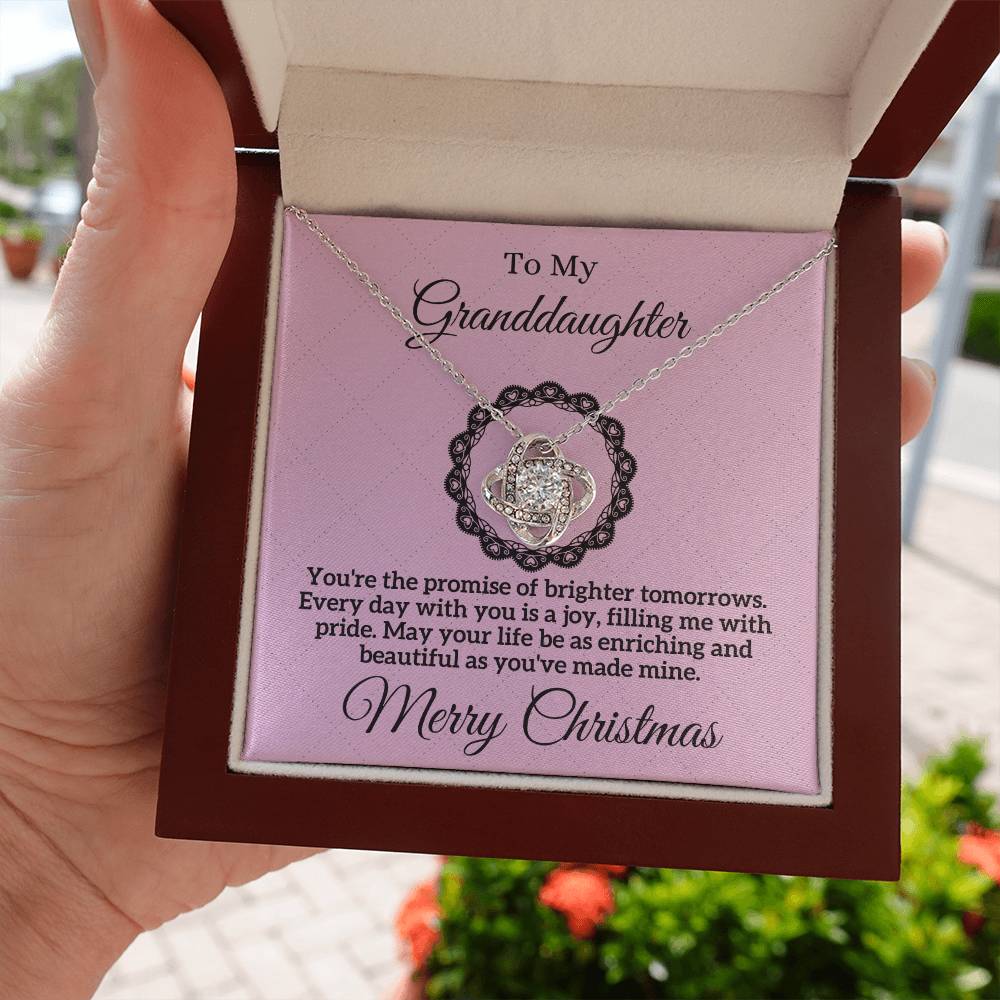 To My
Granddaughter
You're the promise of brighter tomorrows.
Every day with you is a joy, filling me with
pride. May your life be as enriching and
beautiful as you've made mine.
Merry Christmas